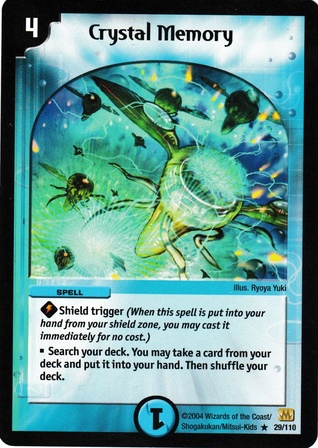 4
Crystal Memory
illus. Ryoya Yuki
SPELL
Shield trigger (When this spell is put into your
hand from your shield zone, you may cast it
immediately for no cost.)
▪ Search your deck. You may take a card from your
deck and put it into your hand. Then shuffle your
deck.
1
©2004 Wizards of the Coast/
Shogakukan/Mitsui-Kids ★ 29/110
M